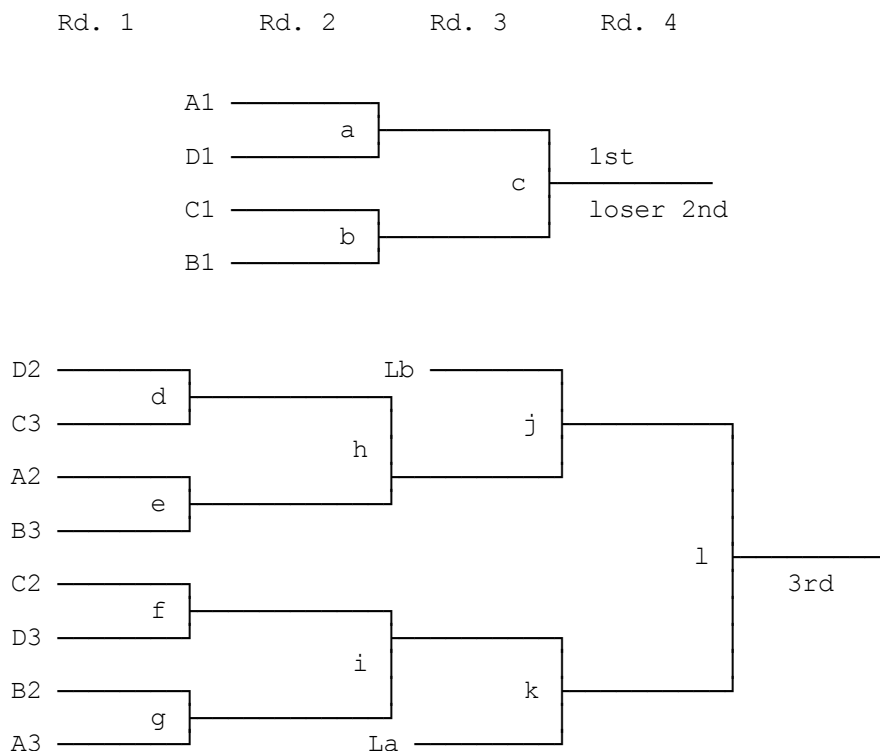 Rd. 1 Rd. 2 Rd. 3 Rd. 4
A1
a
D1
1st
c
C1
loser 2nd
b
B1
D2 Lb
d
C3 j
h
A2
e
B3
l
C2 3rd
f
D3
i
B2 k
g
A3 La